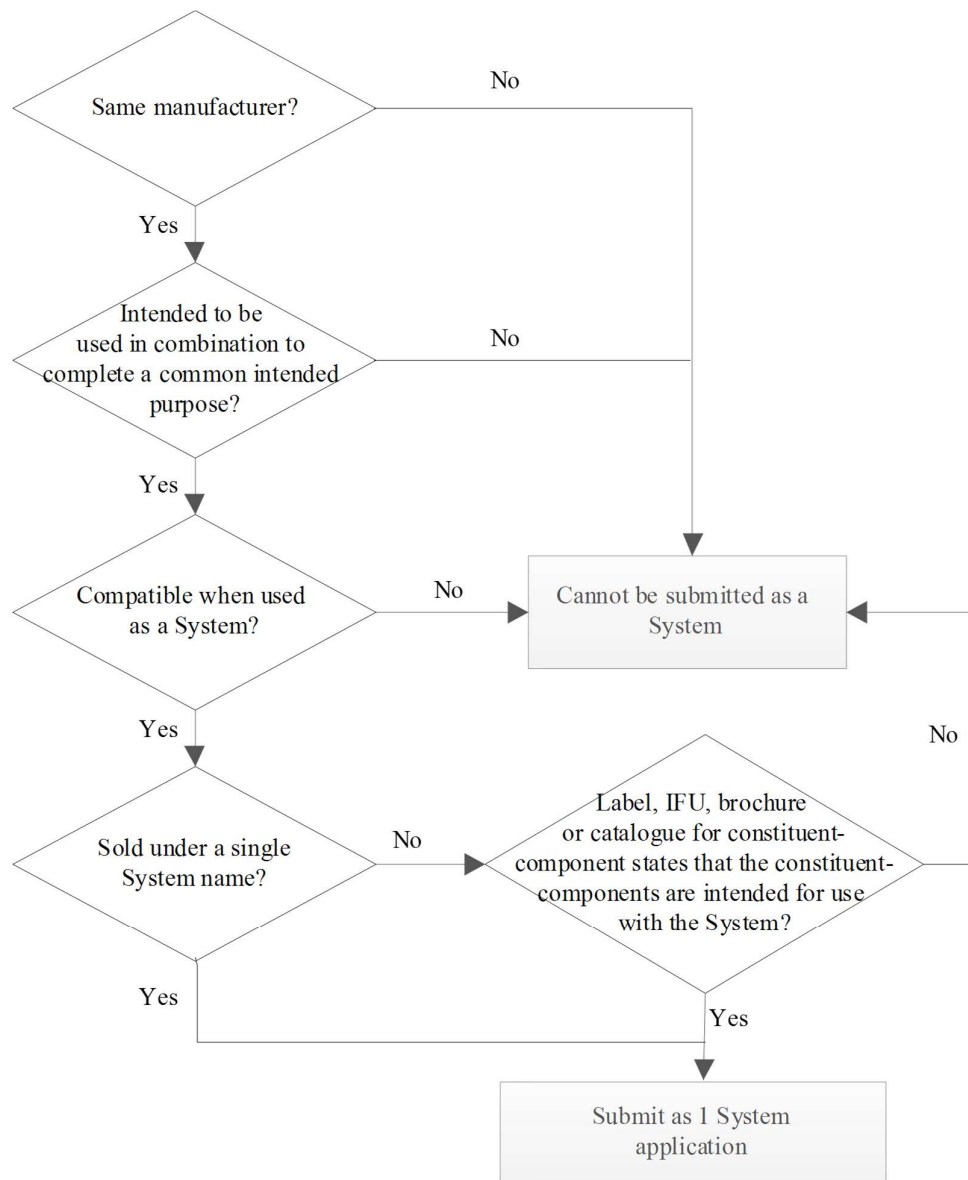 Same manufacturer?
No
Yes
Intended to be
used in combination to
complete a common intended
purpose?
No
Yes
Compatible when used
as a System?
No
Cannot be submitted as a
System
Yes
No
Sold under a single
System name?
No
Label, IFU, brochure
or catalogue for constituent-
component states that the constituent-
components are intended for use
with the System?
Yes
Yes
Submit as 1 System
application